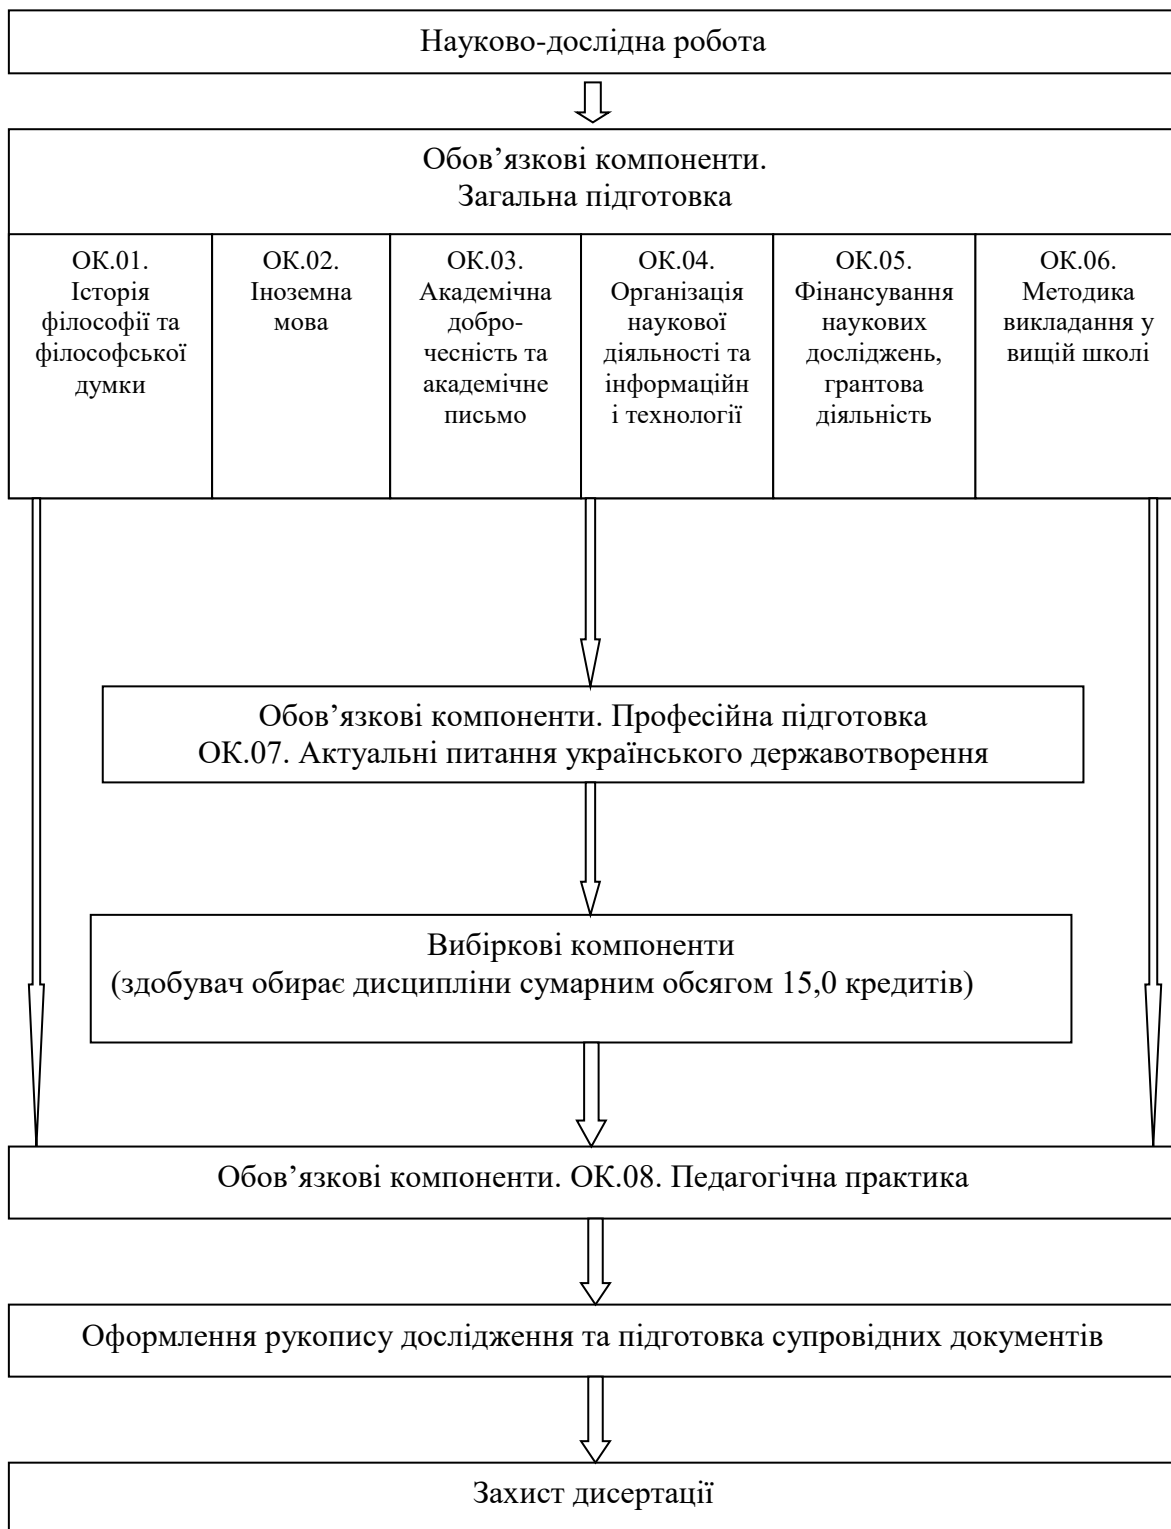 Науково-дослідна робота
Обов’язкові компоненти.
Загальна підготовка
ОК.01.
Історія
філософії та
філософської
думки
ОК.02.
Іноземна
мова
ОК.03.
Академічна
добро-
чесність та
академічне
письмо
ОК.04.
Організація
наукової
діяльності та
інформаційн
і технології
ОК.05.
Фінансування
наукових
досліджень,
грантова
діяльність
ОК.06.
Методика
викладання у
вищій школі
Обов’язкові компоненти. Професійна підготовка
ОК.07. Актуальні питання українського державотворення
Вибіркові компоненти
(здобувач обирає дисципліни сумарним обсягом 15,0 кредитів)
Обов’язкові компоненти. ОК.08. Педагогічна практика
Оформлення рукопису дослідження та підготовка супровідних документів
Захист дисертації